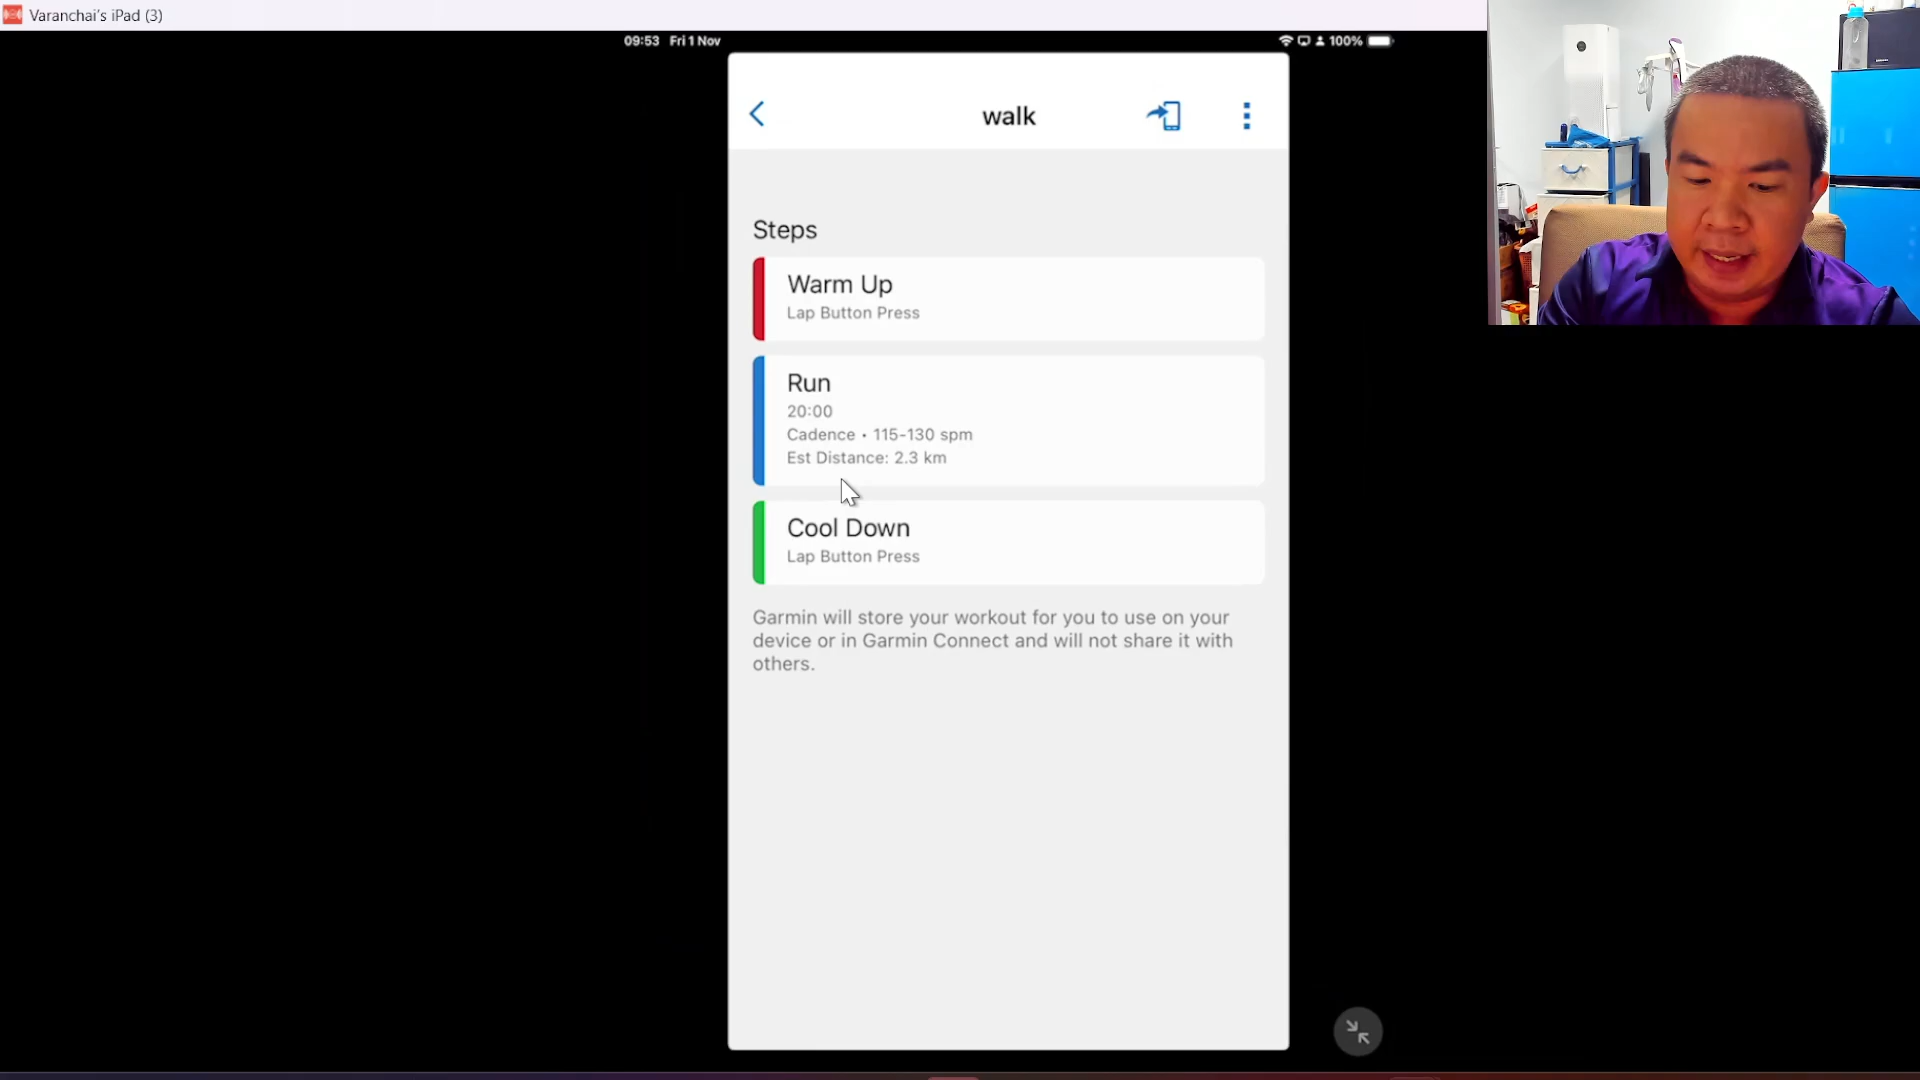 Varanchai's iPad (3)
09:53 Fri 1 Nov
100%
walk
Steps
Warm Up
Lap Button Press
Run
20:00
Cadence • 115-130 spm
Est Distance: 2.3 km
Cool Down
Lap Button Press
Garmin will store your workout for you to use on your
device or in Garmin Connect and will not share it with
others.